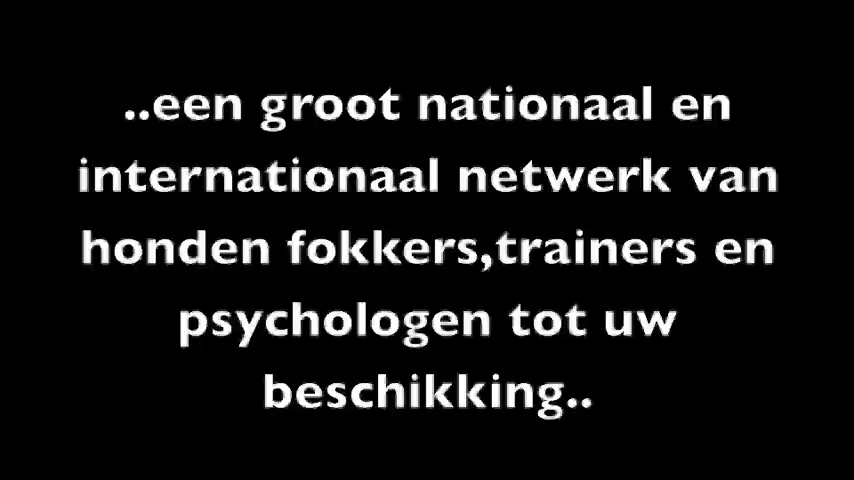 ..een groot nationaal en
internationaal netwerk van
honden fokkers,trainers en
psychologen tot uw
beschikking..